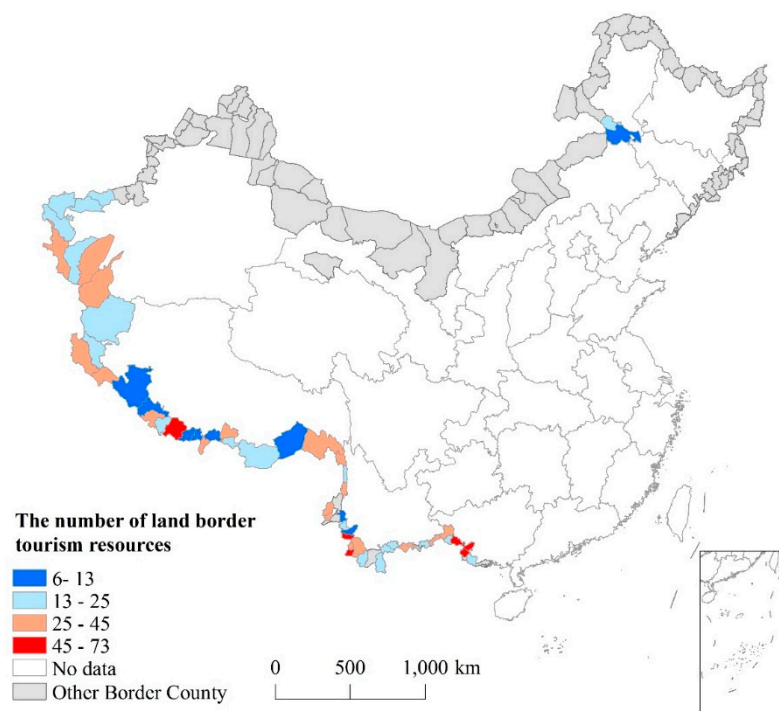 The number of land border
tourism resources
6- 13
13 - 25
25 - 45
45 - 73
No data
Other Border County
0 500 1,000 km